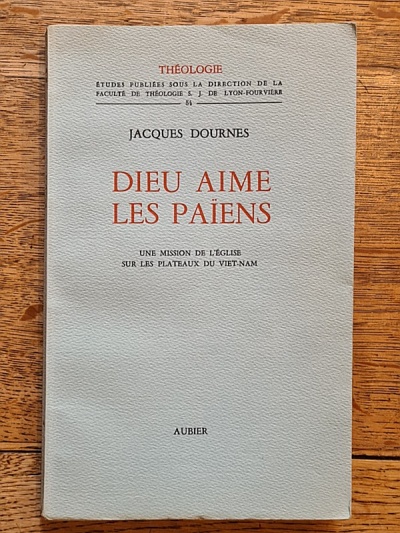 THÉOLOGIE
ÉTUDES PUBLIÉES SOUS LA DIRECTION DE LA
FACULTÉ DE THÉOLOGIE S. J. DE LYON-FOURVIÈRE
54
JACQUES DOURNES
DIEU AIME
LES PAÏENS
UNE MISSION DE L'ÉGLISE
SUR LES PLATEAUX DU VIET-NAM
AUBIER